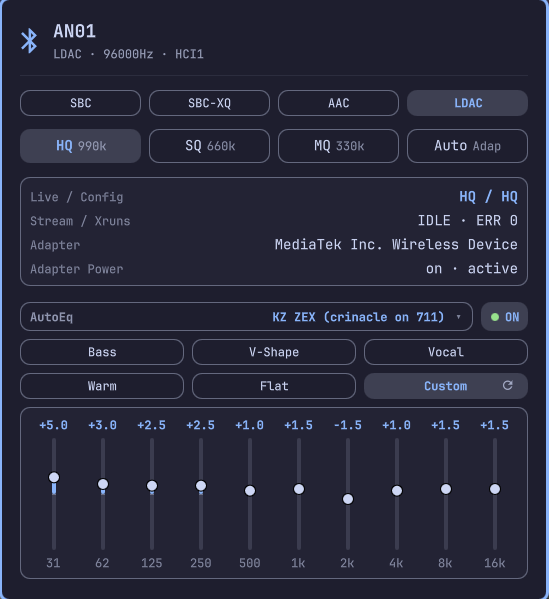 AN01
LDAC · 96000Hz · HCI1
SBC SBC-XQ AAC LDAC
HQ 990k SQ 660k MQ 330k Auto Adap
Live / Config HQ / HQ
Stream / Xruns IDLE · ERR 0
Adapter MediaTek Inc. Wireless Device
Adapter Power on · active
AutoEq KZ ZEX (crinacle on 711) ▾ ON
Bass V-Shape Vocal
Warm Flat Custom
+5.0 +3.0 +2.5 +2.5 +1.0 +1.5 -1.5 +1.0 +1.5 +1.5
31 62 125 250 500 1k 2k 4k 8k 16k